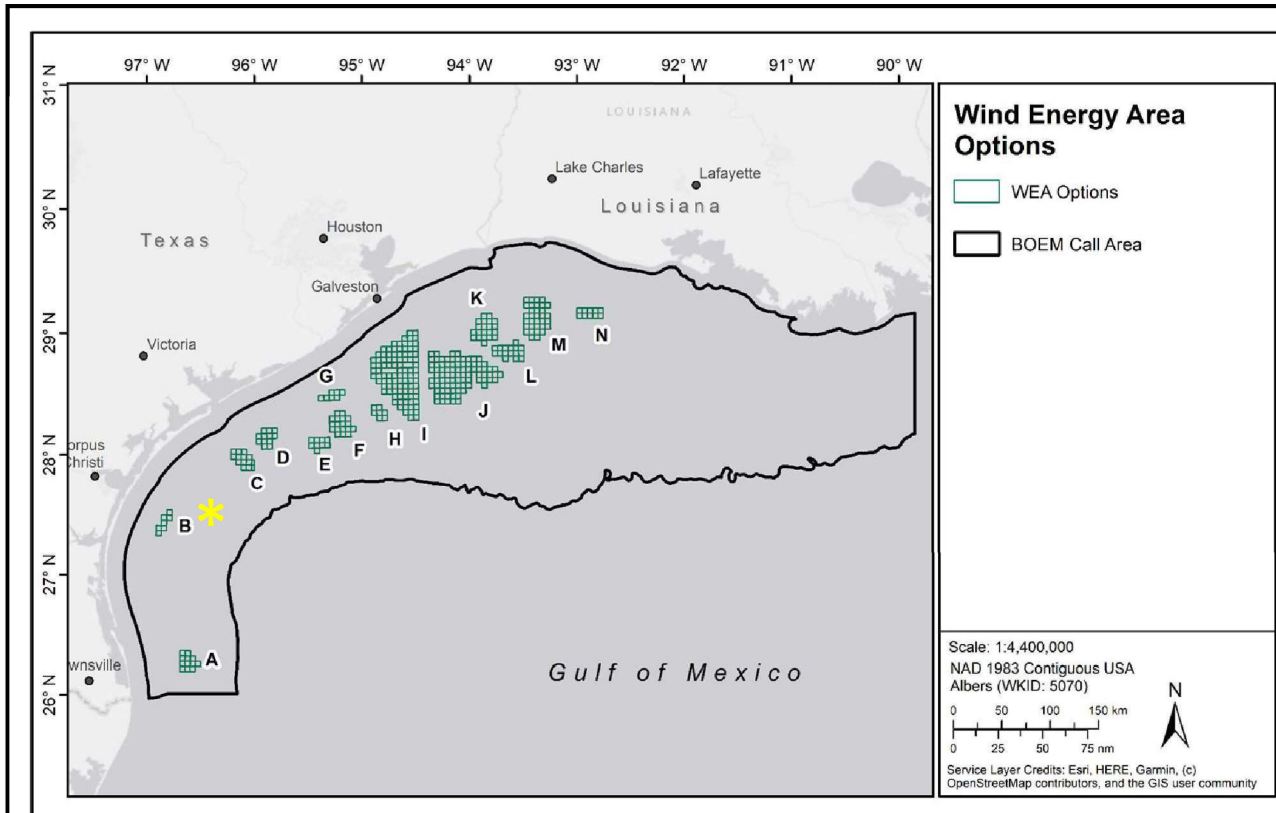 97° W 96° W 95° W 94° W 93° W 92° W 91° W 90° W
31° N
30° N
29° N
28° N
27° N
26° N
LOUISIANA
Lake Charles
Lafayette
Louisiana
Houston
Texas
Galveston
Victoria
orpus
Christi
wnsville
K
N
M
G
L
J
I
H
F
E
D
C
B
A
Gulf of Mexico
Wind Energy Area
Options
WEA Options
BOEM Call Area
Scale: 1:4,400,000
NAD 1983 Contiguous USA
Albers (WKID: 5070)
0 50 100 150 km
0 25 50 75 nm
N
Service Layer Credits: Esri, HERE, Garmin, (c)
OpenStreetMap contributors, and the GIS user community